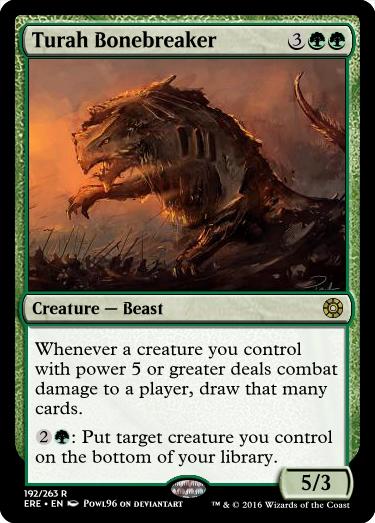 Turah Bonebreaker 3
Creature — Beast
Whenever a creature you control
with power 5 or greater deals combat
damage to a player, draw that many
cards.
2 : Put target creature you control
on the bottom of your library.
5/3
192/263 R
ERE • EN POWL96 ON DEVIANTART ™ & © 2016 Wizards of the Coast